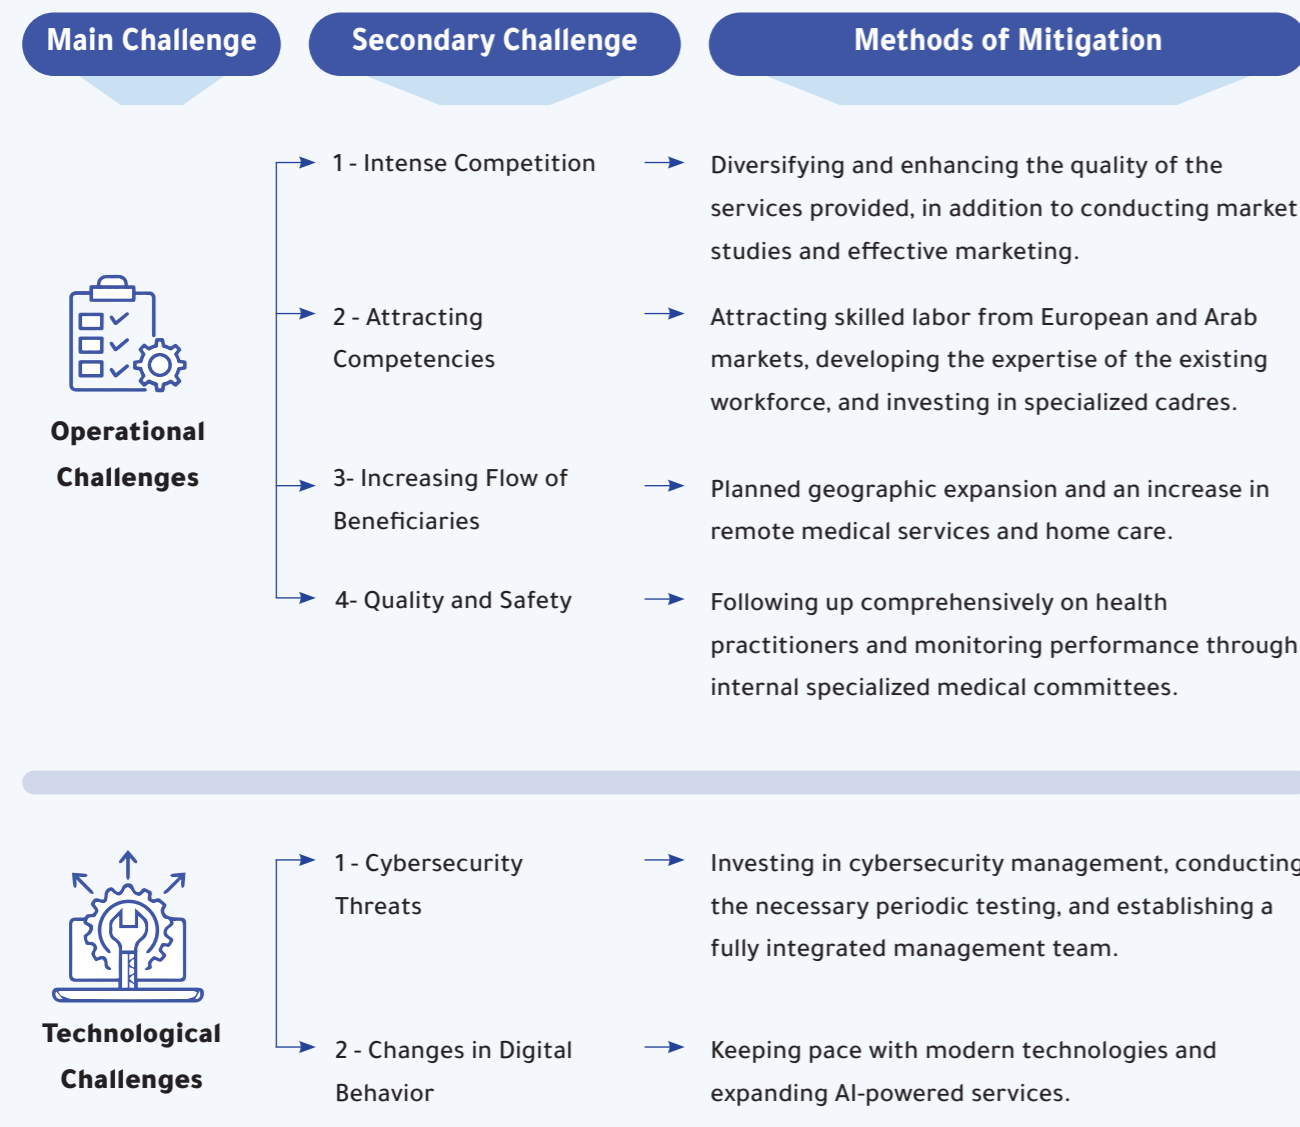 Main Challenge
Secondary Challenge
Methods of Mitigation
Operational
Challenges
1 - Intense Competition
Diversifying and enhancing the quality of the
services provided, in addition to conducting market
studies and effective marketing.
2 - Attracting
Competencies
Attracting skilled labor from European and Arab
markets, developing the expertise of the existing
workforce, and investing in specialized cadres.
3- Increasing Flow of
Beneficiaries
Planned geographic expansion and an increase in
remote medical services and home care.
4- Quality and Safety
Following up comprehensively on health
practitioners and monitoring performance through
internal specialized medical committees.
Technological
Challenges
1 - Cybersecurity
Threats
Investing in cybersecurity management, conducting
the necessary periodic testing, and establishing a
fully integrated management team.
2 - Changes in Digital
Behavior
Keeping pace with modern technologies and
expanding AI-powered services.